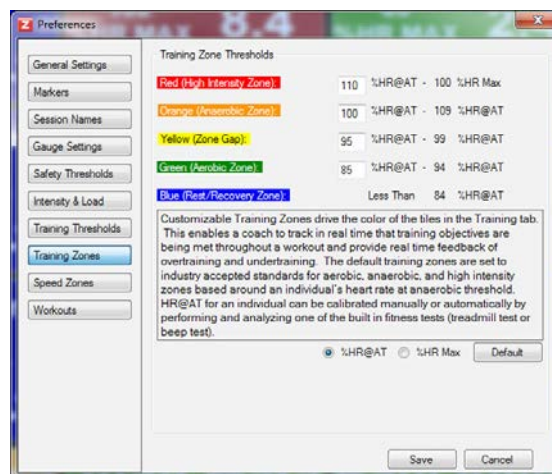 HR MAX 8.4 HR MAX 2
Z Preferences
General Settings
Markers
Session Names
Gauge Settings
Safety Thresholds
Intensity & Load
Training Thresholds
Training Zones
Speed Zones
Workouts
Training Zone Thresholds
Red (High Intensity Zone): 110 %HR@AT - 100 %HR Max
Orange (Anaerobic Zone): 100 %HR@AT - 109 %HR@AT
Yellow (Zone Gap): 95 %HR@AT - 99 %HR@AT
Green (Aerobic Zone): 85 %HR@AT - 94 %HR@AT
Blue (Rest/Recovery Zone): Less Than 84 %HR@AT
Customizable Training Zones drive the color of the tiles in the Training tab.
This enables a coach to track in real time that training objectives are
being met throughout a workout and provide real time feedback of
overtraining and undertraining. The default training zones are set to
industry accepted standards for aerobic, anaerobic, and high intensity
zones based around an individual's heart rate at anaerobic threshold.
HR@AT for an individual can be calibrated manually or automatically by
performing and analyzing one of the built in fitness tests (treadmill test or
beep test).
%HR@AT %HR Max Default
Save Cancel